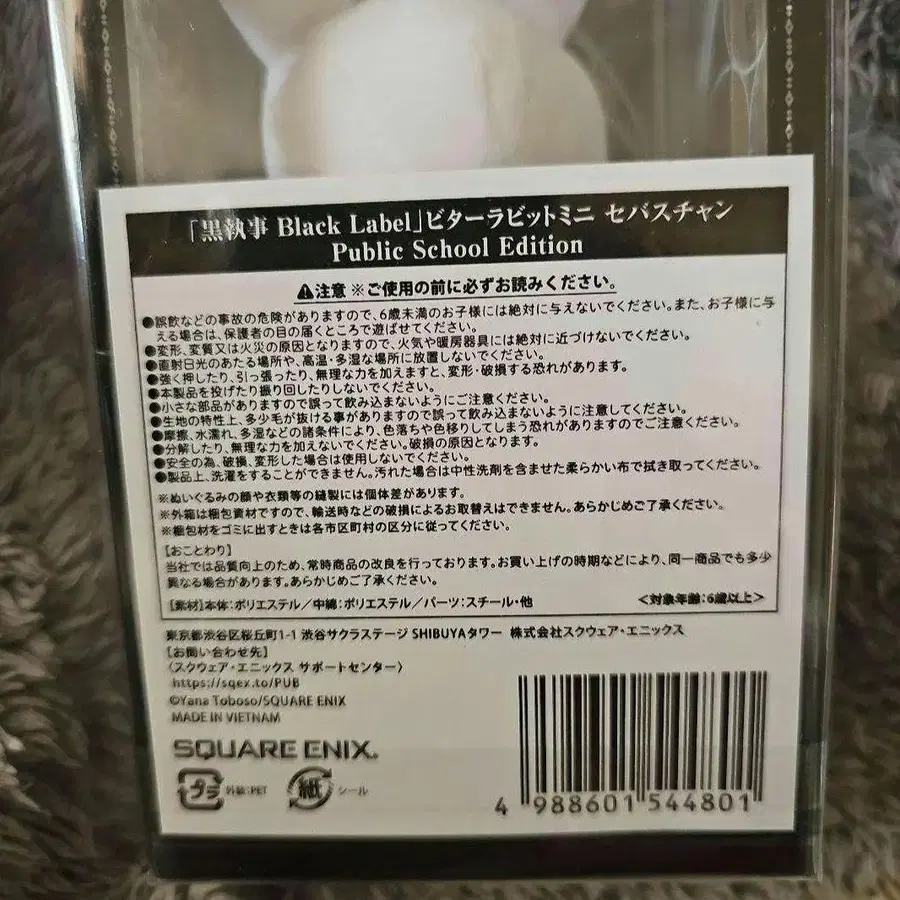 「黒執事 Black Label」ビターラビットミニ セバスチャン
Public School Edition
注意 ※ご使用の前に必ずお読みください。
●誤飲などの事故の危険がありますので、6歳未満のお子様には絶対に与えないでください。また、お子様に与
える場合は、保護者の目の届くところで遊ばせてください。
●変形、変質又は火災の原因となりますので、火気や暖房器具には絶対に近づけないでください。
●直射日光のあたる場所や、高温・多湿な場所に放置しないでください。
●強く押したり、引っ張ったり、無理な力を加えますと、変形・破損する恐れがあります。
●本製品を投げたり振り回したりしないでください。
●小さな部品がありますので誤って飲み込まないようにご注意ください。
●生地の特性上、多少毛が抜ける事がありますので誤って飲み込まないように注意してください。
●摩擦、水濡れ、多湿などの諸条件により、色落ちや色移りしてしまう恐れがありますのでご注意ください。
●分解したり、無理な力を加えないでください。破損の原因となります。
●安全の為、破損、変形した場合は使用しないでください。
●製品上、洗濯をすることができません。汚れた場合は中性洗剤を含ませた柔らかい布で拭き取ってください。
※ぬいぐるみの顔や衣類等の縫製には個体差があります。
※外箱は梱包資材ですので、輸送時などの破損によるお取替えはできません。あらかじめご了承ください。
※梱包材をゴミに出すときは各市区町村の区分に従ってください。
【おことわり】
当社では品質向上のため、常時商品の改良を行っております。お買い上げの時期などにより、同一商品でも多少
異なる場合があります。あらかじめご了承ください。
【素材】本体:ポリエステル/中綿:ポリエステル/パーツ:スチール・他 <対象年齢:6歳以上>
東京都渋谷区桜丘町1-1 渋谷サクラステージ SHIBUYAタワー 株式会社スクウェア・エニックス
【お問い合わせ先】
〈スクウェア・エニックス サポートセンター〉
https://sqex.to/PUB
©Yana Toboso/SQUARE ENIX
MADE IN VIETNAM
SQUARE ENIX.
プラ 外装:PET 紙 シール
4 988601 544801